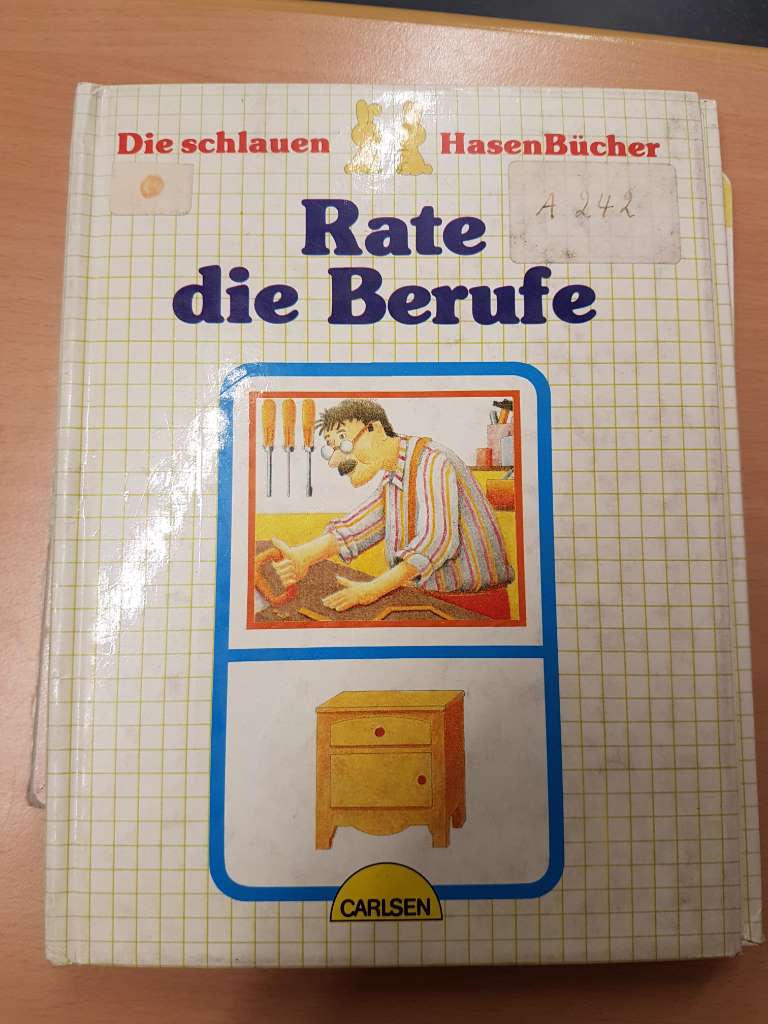 Die schlauen HasenBücher
A 242
Rate
die Berufe
CARLSEN